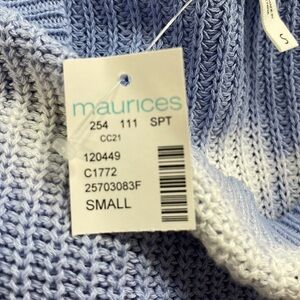 maurices
254 111 SPT
CC21
120449
C1772
25703083F
SMALL
S